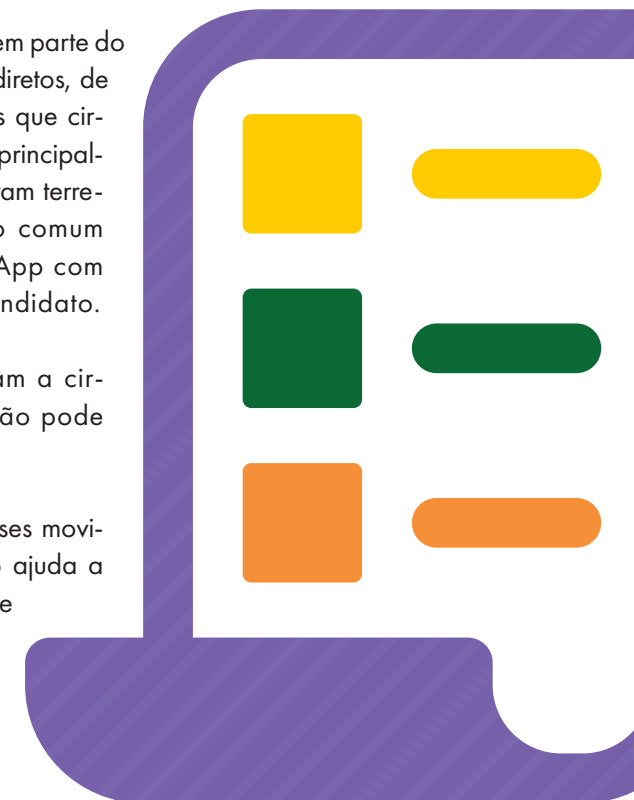 em parte do
diretos, de
s que cir-
principal-
am terre-
o comum
App com
ndidato.
am a cir-
ão pode
ses movi-
o ajuda a
e